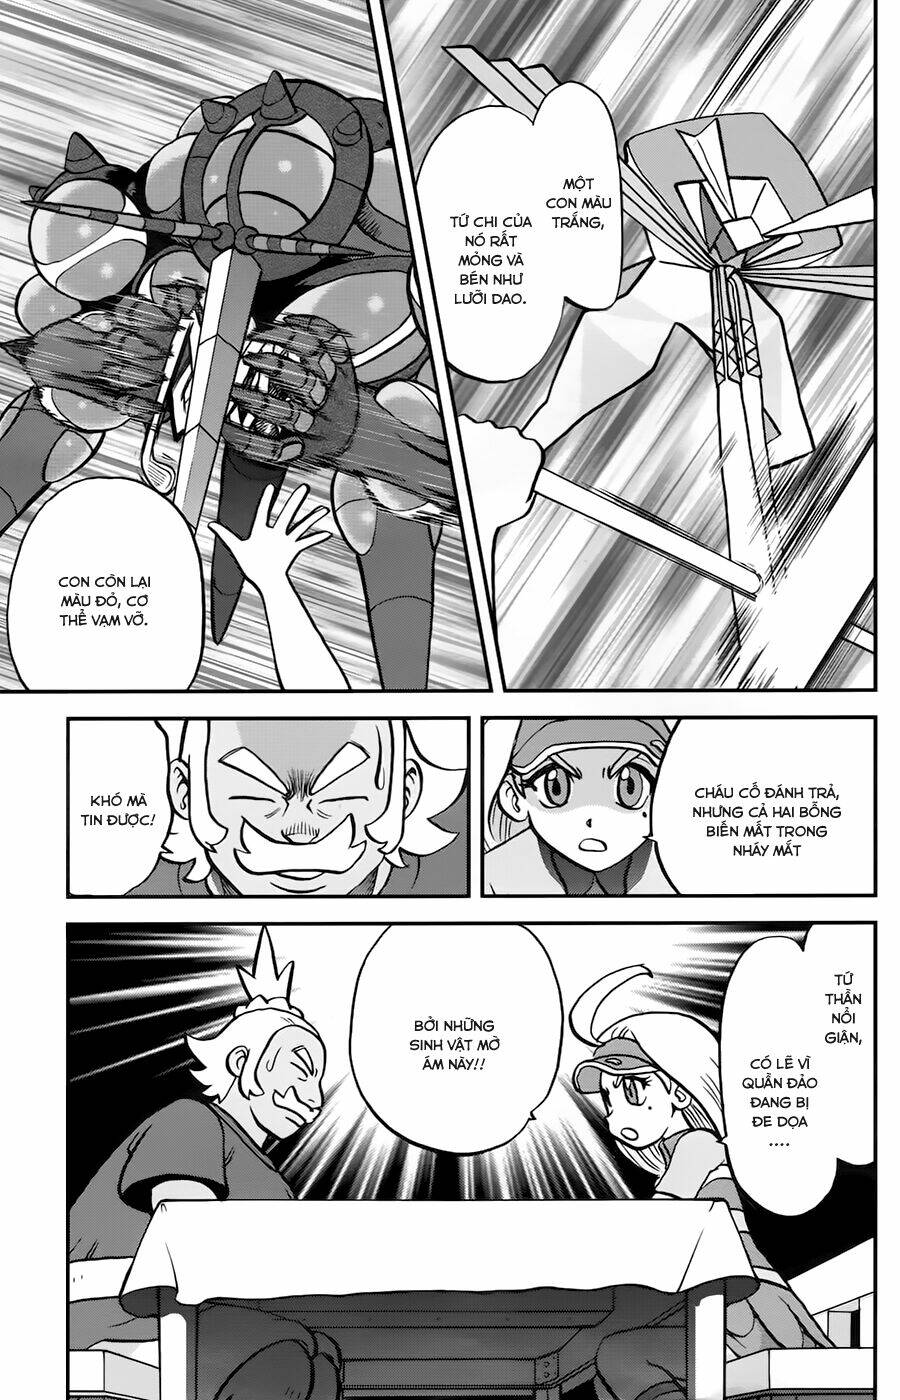 MỘT
CON MÀU
TRẮNG,
TỨ CHI CỦA
NÓ RẤT
MỎNG VÀ
BÉN NHƯ
LƯỠI DAO.
CON CÒN LẠI
MÀU ĐỎ, CƠ
THỂ VẠM VỠ.
CHÁU CỐ ĐÁNH TRẢ,
NHƯNG CẢ HAI BỖNG
BIẾN MẤT TRONG
NHÁY MẮT
KHÓ MÀ
TIN ĐƯỢC!
TỨ
THẦN
NỔI
GIẬN,
CÓ LẼ VÌ
QUẦN ĐẢO
ĐANG BỊ
ĐE DỌA
....
BỞI NHỮNG
SINH VẬT MỜ
ÁM NÀY!!